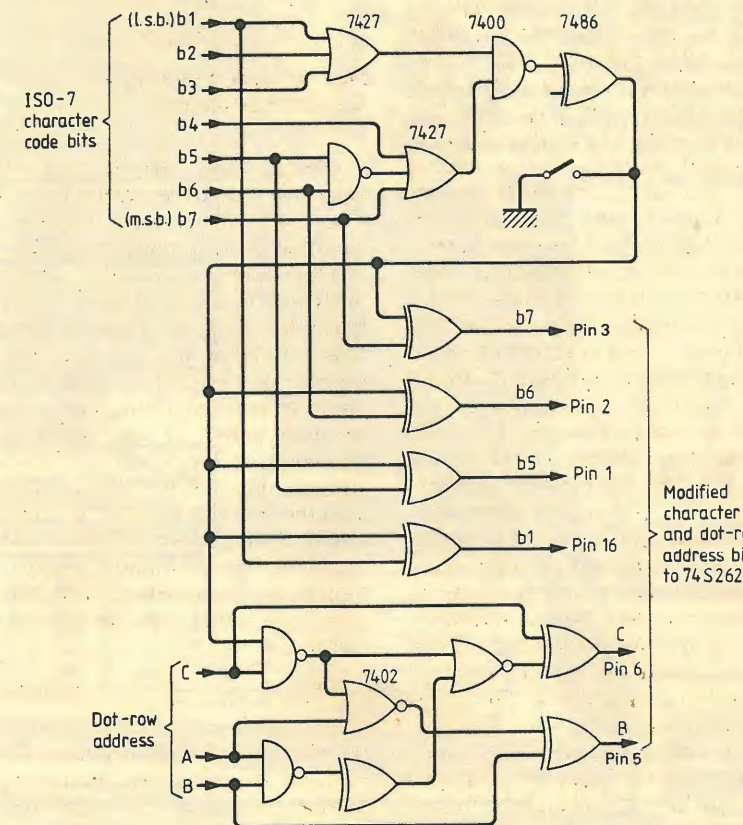 7427
7400
7486
(l.s.b.) b1
b2
b3
b4
b5
b6
(m.s.b.) b7
ISO-7
character
code bits
7427
b7
Pin 3
b6
Pin 2
b5
Pin 1
b1
Pin 16
Modified
character
and dot-ro
address bi
to 74S262
C
Pin 6
C
7402
Dot-row
address
A
B
B
Pin 5